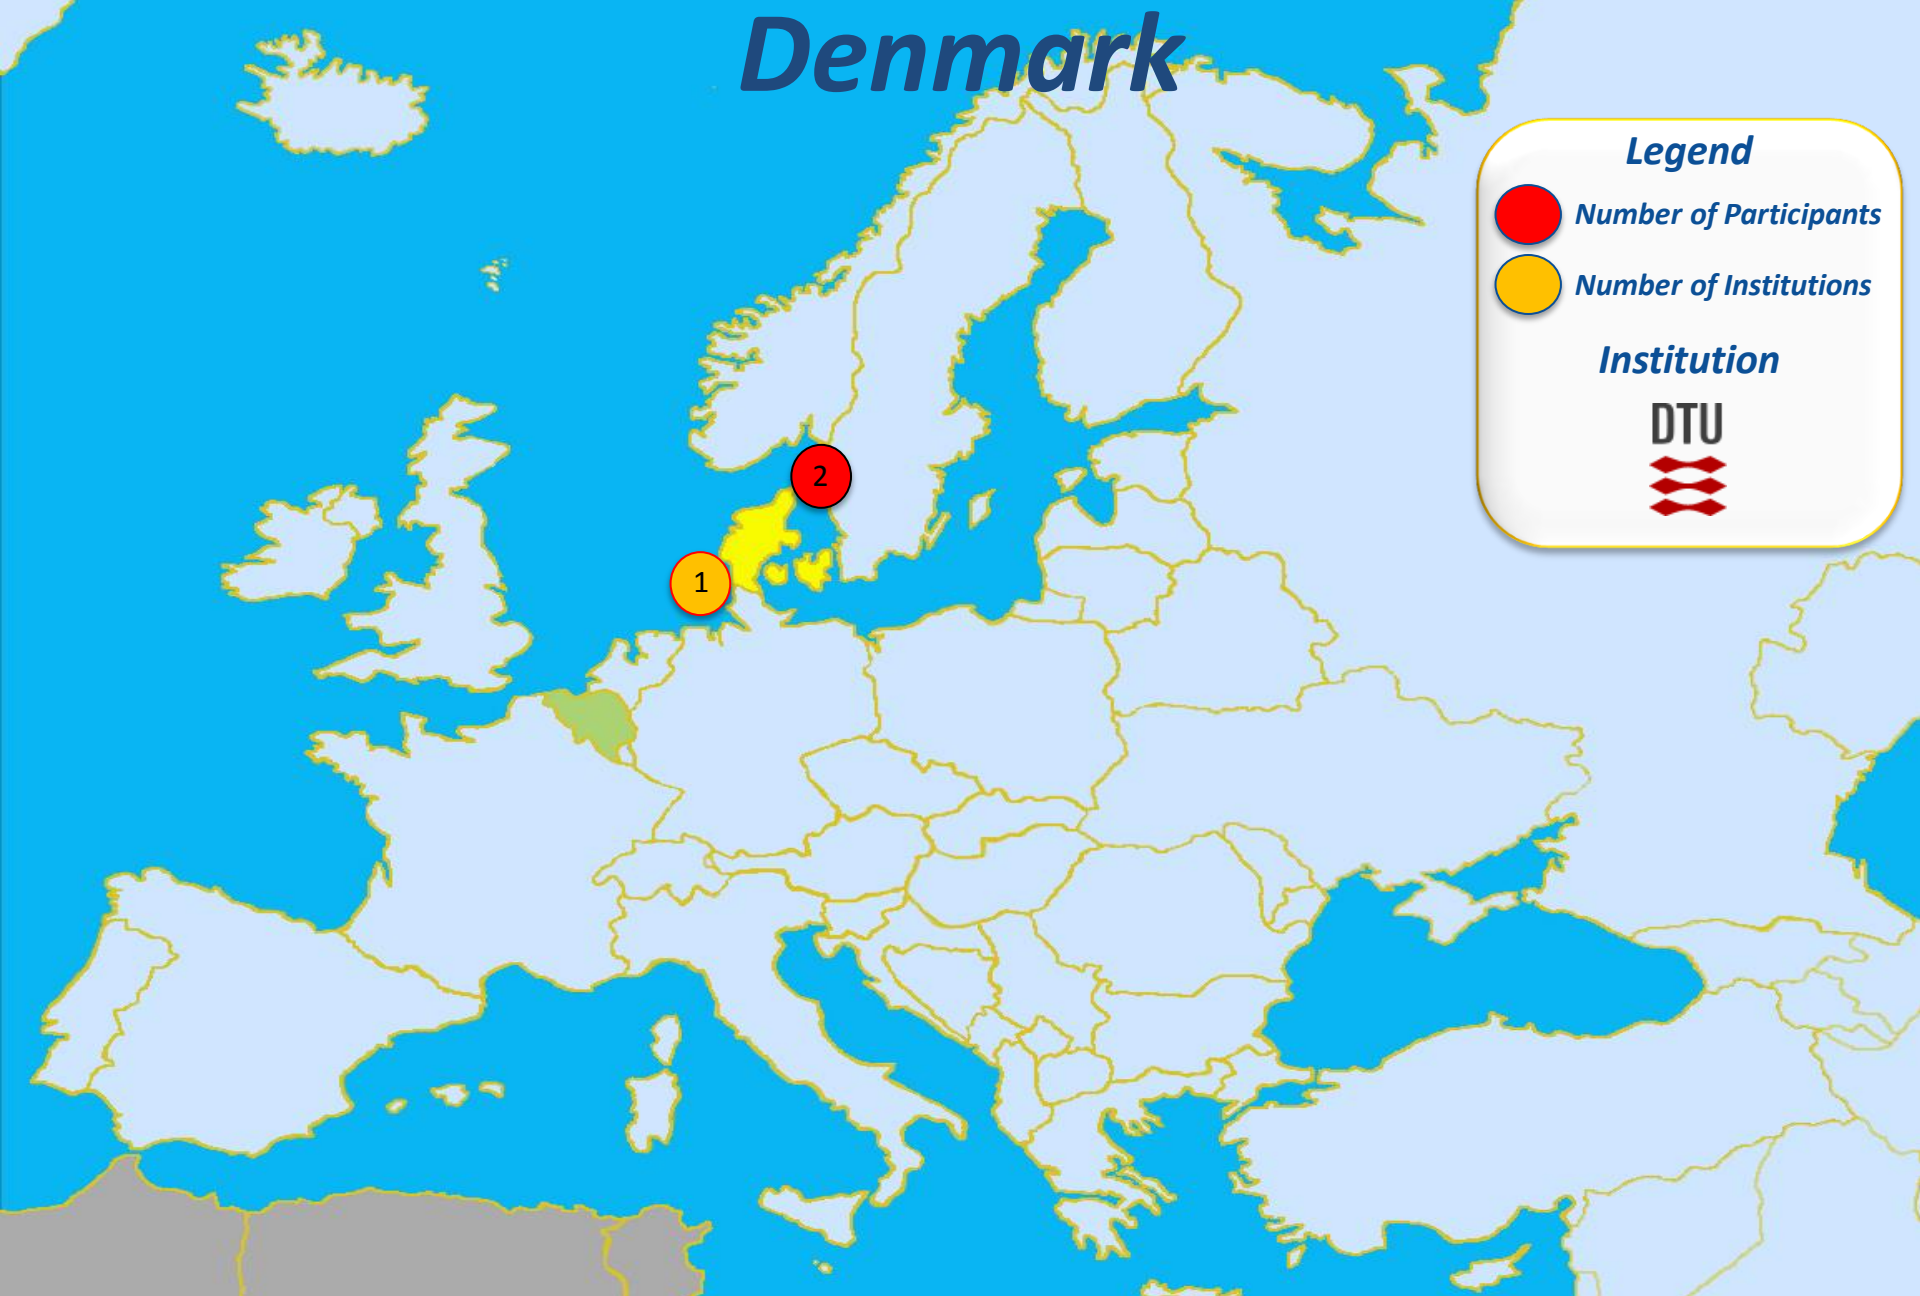 Denmark
Legend
Number of Participants
Number of Institutions
Institution
DTU
2
1